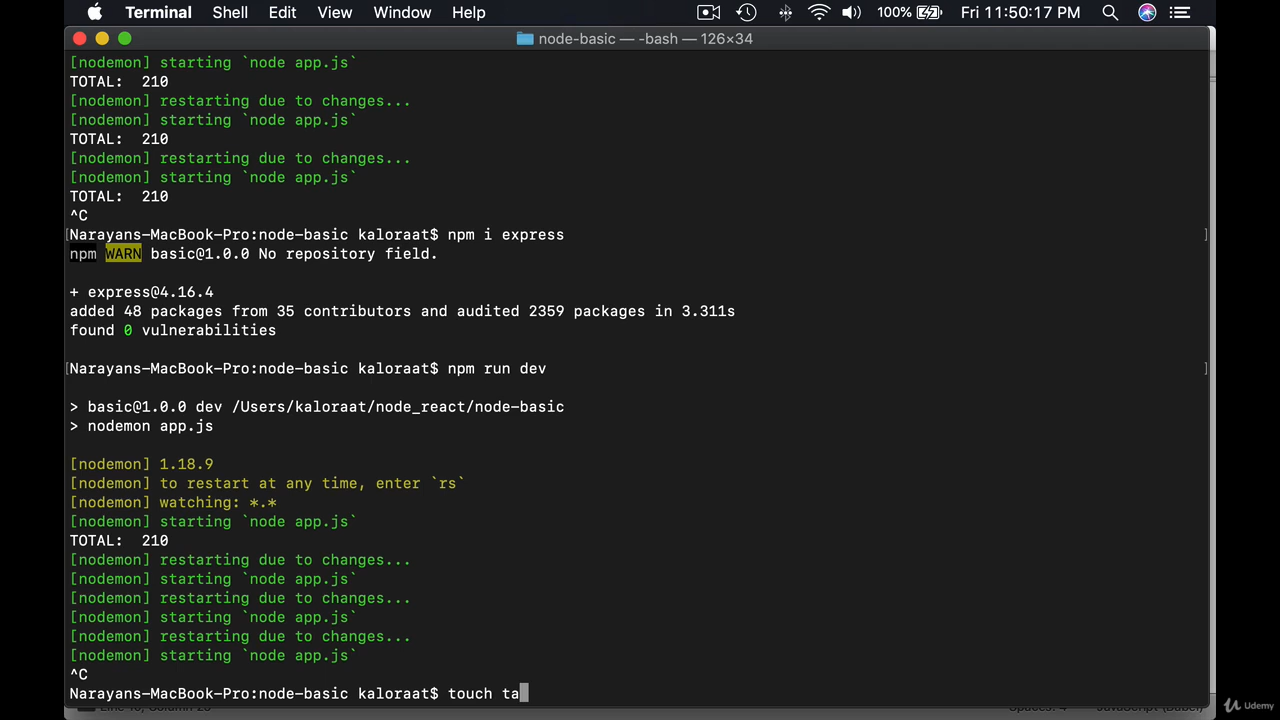 Terminal Shell Edit View Window Help 100% Fri 11:50:17 PM
node-basic — -bash — 126×34
[nodemon] starting `node app.js`
TOTAL:  210
[nodemon] restarting due to changes...
[nodemon] starting `node app.js`
TOTAL:  210
[nodemon] restarting due to changes...
[nodemon] starting `node app.js`
TOTAL:  210
^C
[Narayans-MacBook-Pro:node-basic kaloraat$ npm i express ]
npm WARN basic@1.0.0 No repository field.
+ express@4.16.4
added 48 packages from 35 contributors and audited 2359 packages in 3.311s
found 0 vulnerabilities
[Narayans-MacBook-Pro:node-basic kaloraat$ npm run dev ]
> basic@1.0.0 dev /Users/kaloraat/node_react/node-basic
> nodemon app.js
[nodemon] 1.18.9
[nodemon] to restart at any time, enter `rs`
[nodemon] watching: *.*
[nodemon] starting `node app.js`
TOTAL:  210
[nodemon] restarting due to changes...
[nodemon] starting `node app.js`
[nodemon] restarting due to changes...
[nodemon] starting `node app.js`
[nodemon] restarting due to changes...
[nodemon] starting `node app.js`
^C
Narayans-MacBook-Pro:node-basic kaloraat$ touch ta
Udemy